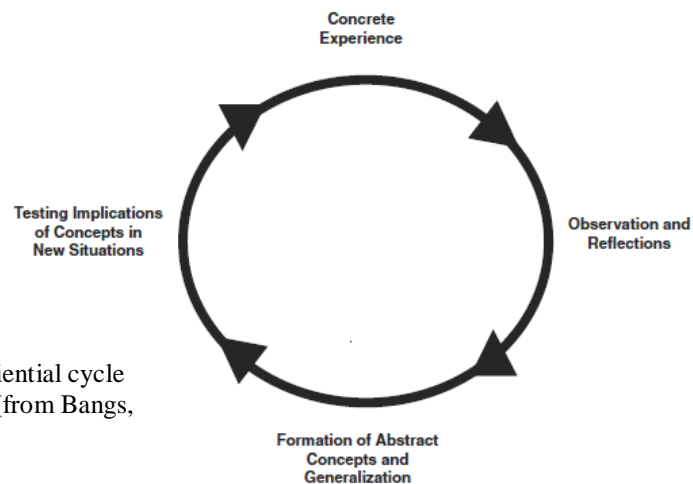 Concrete
Experience
Testing Implications
of Concepts in
New Situations
Observation and
Reflections
iential cycle
(from Bangs,
Formation of Abstract
Concepts and
Generalization